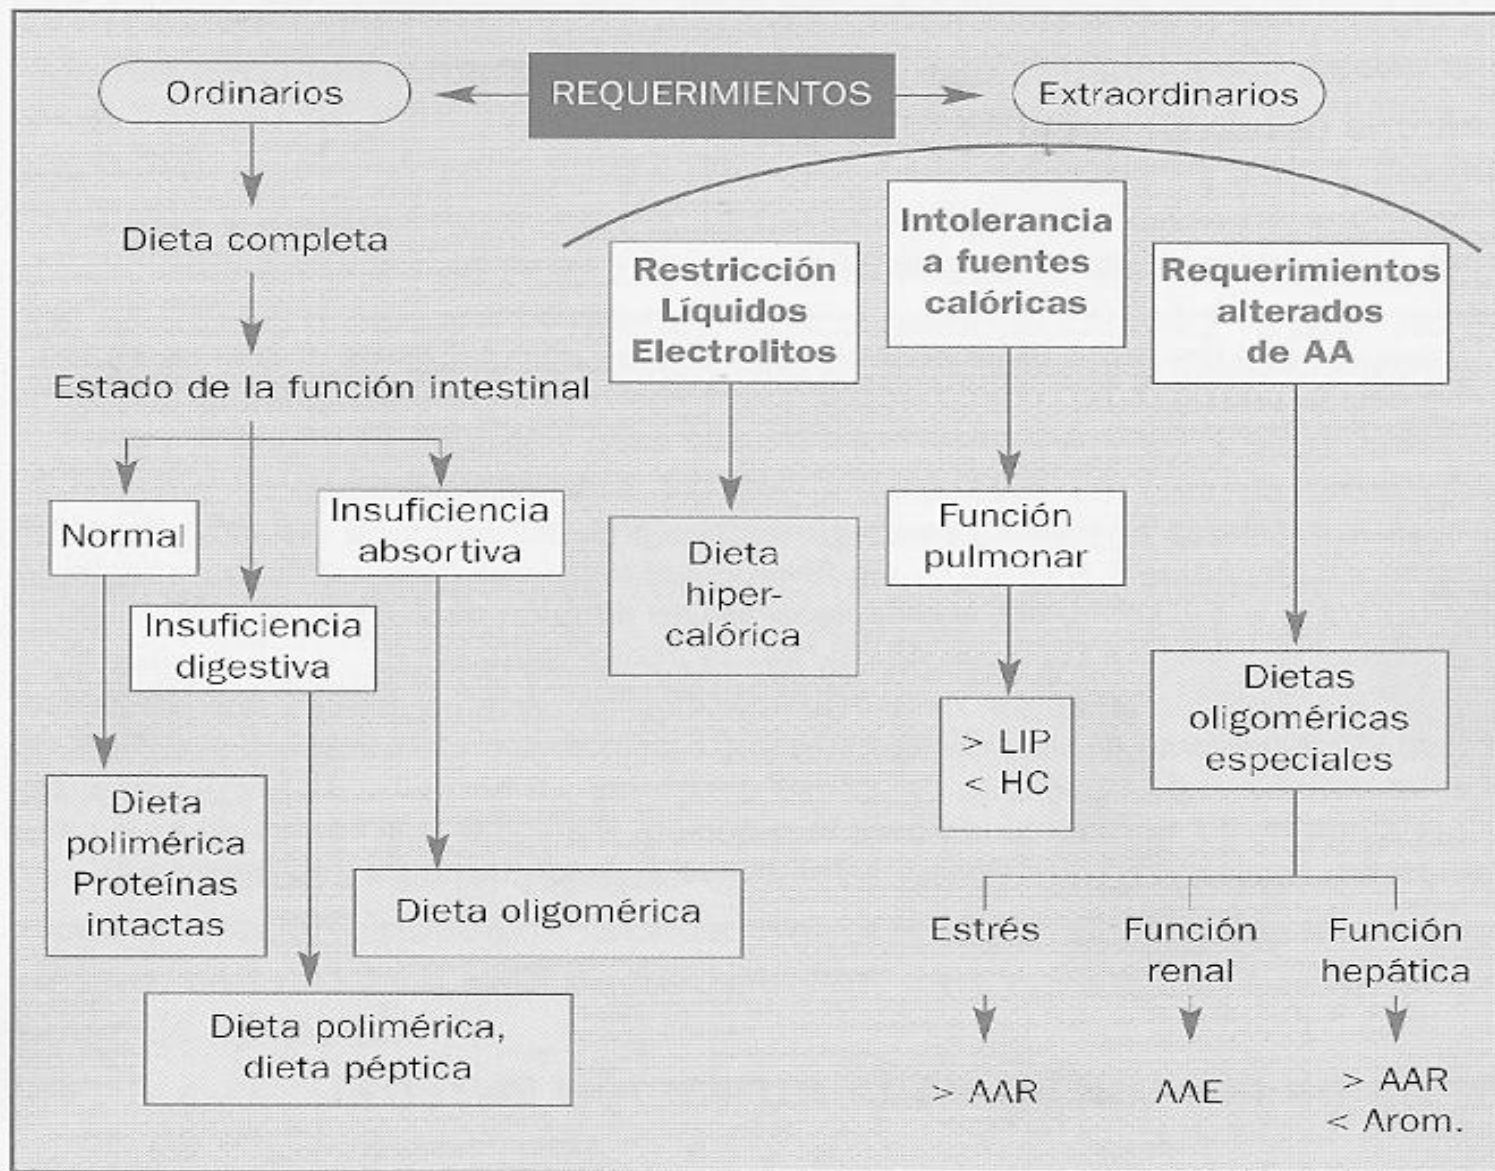 REQUERIMIENTOS
Ordinarios
Extraordinarios
Dieta completa
Estado de la función intestinal
Normal
Insuficiencia
absortiva
Insuficiencia
digestiva
Dieta
polimérica
Proteínas
intactas
Dieta oligomérica
Dieta polimérica,
dieta péptica
Restricción
Líquidos
Electrolitos
Dieta
hiper-
calórica
Intolerancia
a fuentes
calóricas
Función
pulmonar
> LIP
< HC
Requerimientos
alterados
de AA
Dietas
oligoméricas
especiales
Estrés
> AAR
Función
renal
AAE
Función
hepática
> AAR
< Arom.